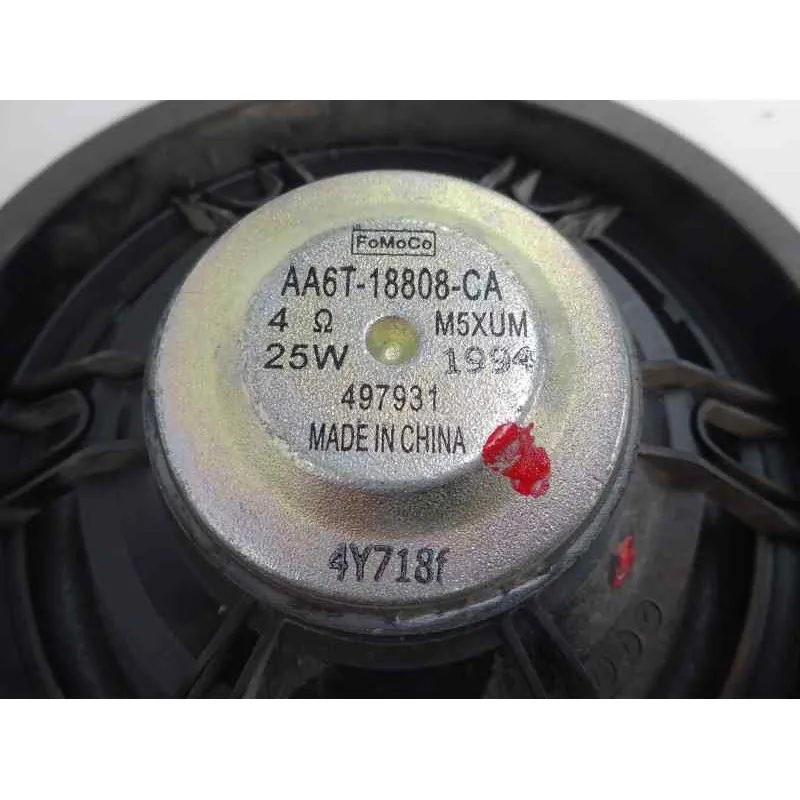 FoMoCo
AA6T-18808-CA
4 Ω M5XUM
25W 1994
497931
MADE IN CHINA
4Y718f